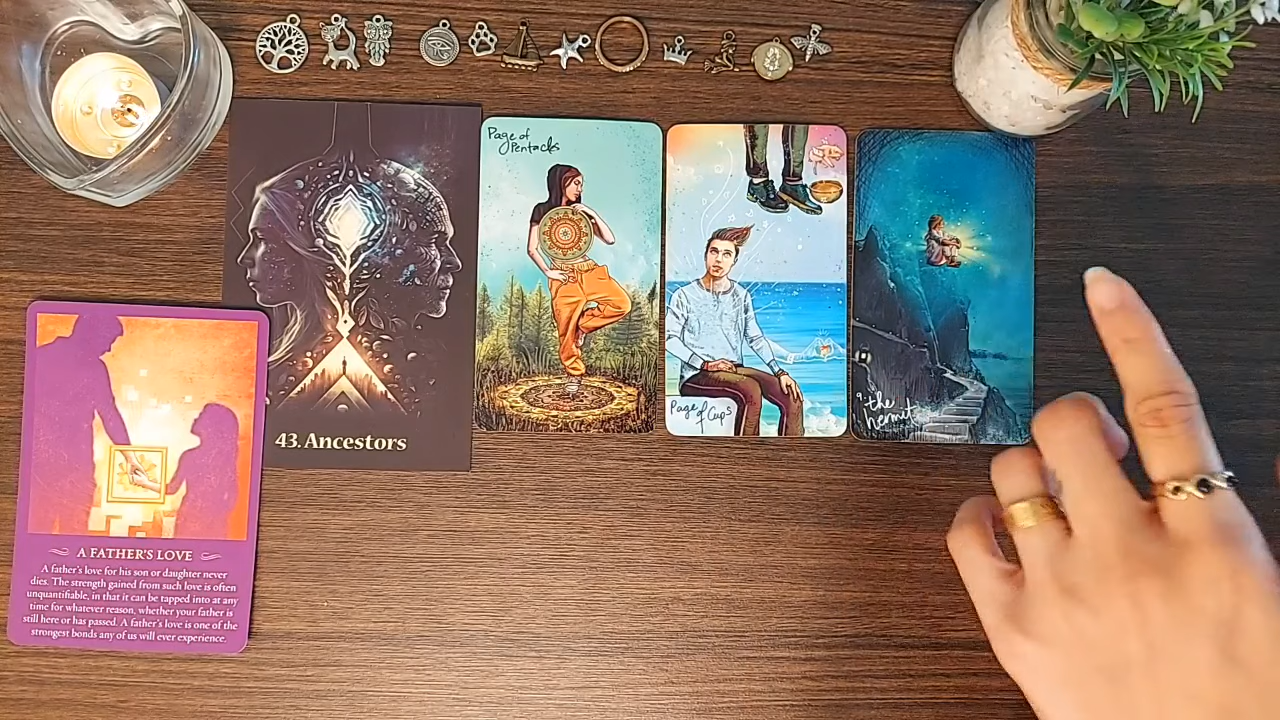 Page of
Pentacles
Page of Cups
9. the
hermit
43. Ancestors
A FATHER'S LOVE
A father's love for his son or daughter never
dies. The strength gained from such love is often
unquantifiable, in that it can be tapped into at any
time for whatever reason, whether your father is
still here or has passed. A father's love is one of the
strongest bonds any of us will ever experience.